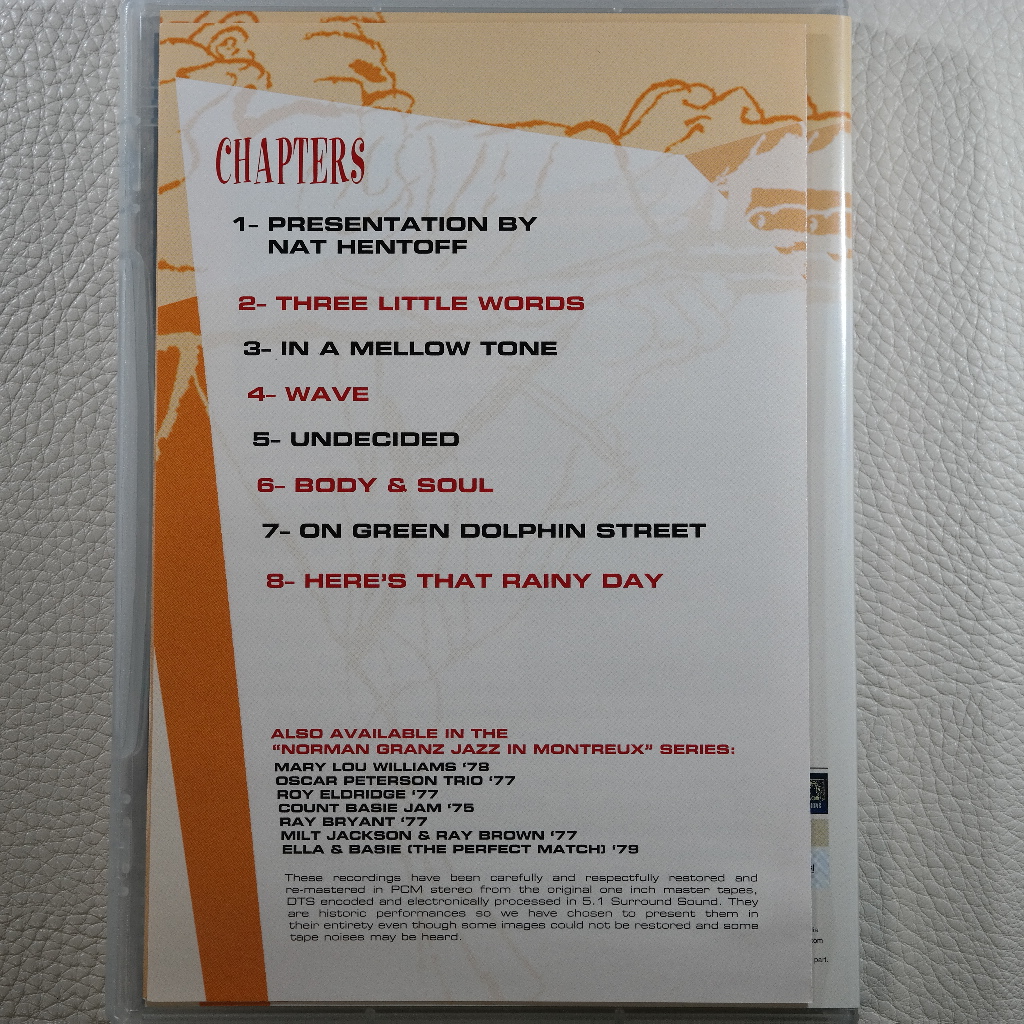 CHAPTERS
1- PRESENTATION BY
NAT HENTOFF
2- THREE LITTLE WORDS
3- IN A MELLOW TONE
4- WAVE
5- UNDECIDED
6- BODY & SOUL
7- ON GREEN DOLPHIN STREET
8- HERE'S THAT RAINY DAY
ALSO AVAILABLE IN THE
"NORMAN GRANZ JAZZ IN MONTREUX" SERIES:
MARY LOU WILLIAMS '78
OSCAR PETERSON TRIO '77
ROY ELDRIDGE '77
COUNT BASIE JAM '75
RAY BRYANT '77
MILT JACKSON & RAY BROWN '77
ELLA & BASIE (THE PERFECT MATCH) '79
These recordings have been carefully and respectfully restored and
re-mastered in PCM stereo from the original one inch master tapes,
DTS encoded and electronically processed in 5.1 Surround Sound. They
are historic performances so we have chosen to present them in
their entirety even though some images could not be restored and some
tape noises may be heard.